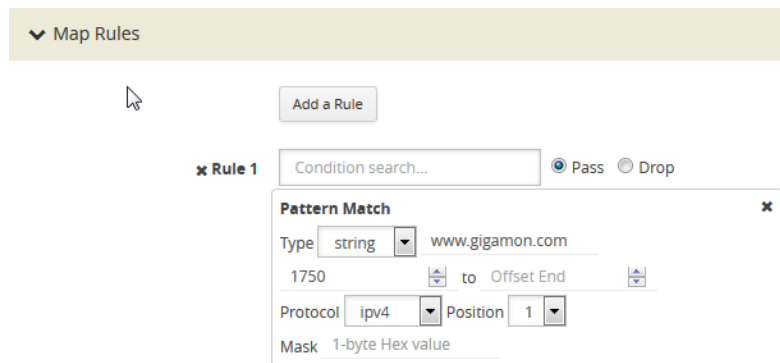 Map Rules
Add a Rule
Rule 1 Condition search... Pass Drop
Pattern Match
Type string www.gigamon.com
1750 to Offset End
Protocol ipv4 Position 1
Mask 1-byte Hex value